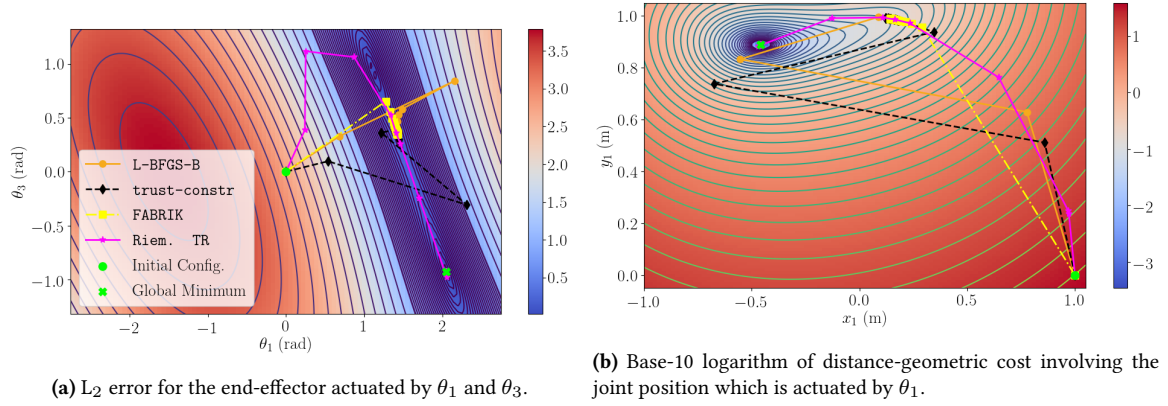 1.0
0.5
0.0
−0.5
−1.0
θ₃ (rad)
L-BFGS-B
trust-constr
FABRIK
Riem. TR
Initial Config.
Global Minimum
−2
−1
0
1
2
θ₁ (rad)
3.5
3.0
2.5
2.0
1.5
1.0
0.5
(a) L₂ error for the end-effector actuated by θ₁ and θ₃.
1.0
0.8
0.6
0.4
0.2
0.0
y₁ (m)
−1.0
−0.5
0.0
0.5
1.0
x₁ (m)
1
0
−1
−2
−3
(b) Base-10 logarithm of distance-geometric cost involving the
joint position which is actuated by θ₁.